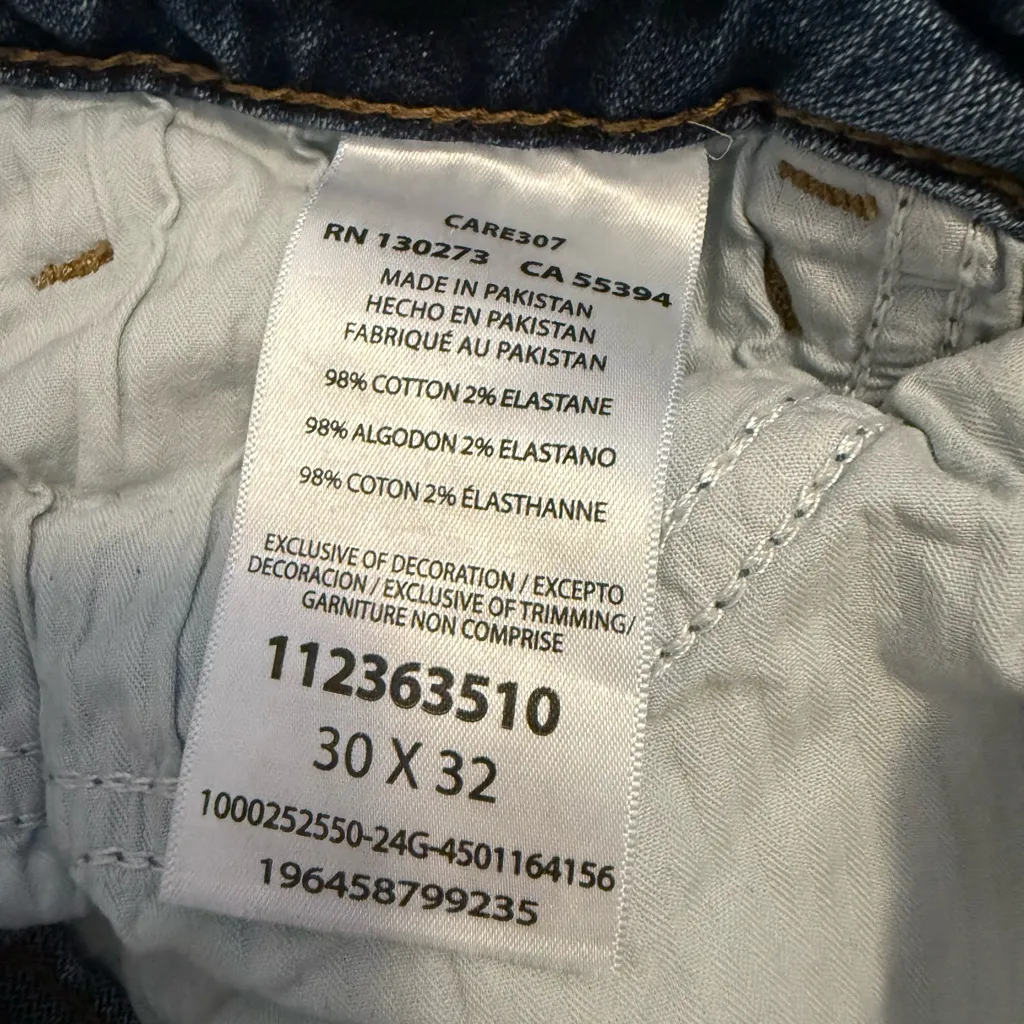 CARE307
RN 130273 CA 55394
MADE IN PAKISTAN
HECHO EN PAKISTAN
FABRIQUÉ AU PAKISTAN
98% COTTON 2% ELASTANE
98% ALGODON 2% ELASTANO
98% COTON 2% ÉLASTHANNE
EXCLUSIVE OF DECORATION / EXCEPTO
DECORACION / EXCLUSIVE OF TRIMMING/
GARNITURE NON COMPRISE
112363510
30 X 32
1000252550-24G-4501164156
196458799235